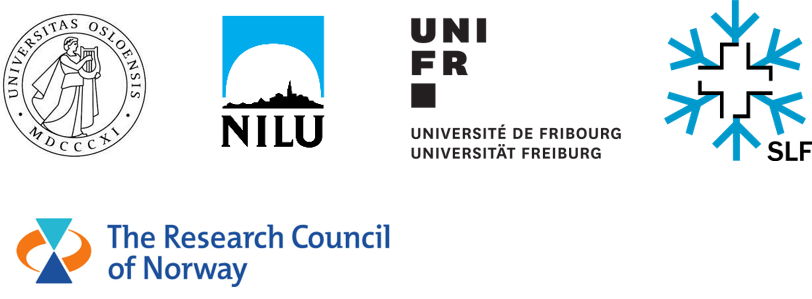 UNIVERSITAS OSLOENSIS
MDCCCXI
NILU
UNI
FR
UNIVERSITÉ DE FRIBOURG
UNIVERSITÄT FREIBURG
SLF
The Research Council
of Norway